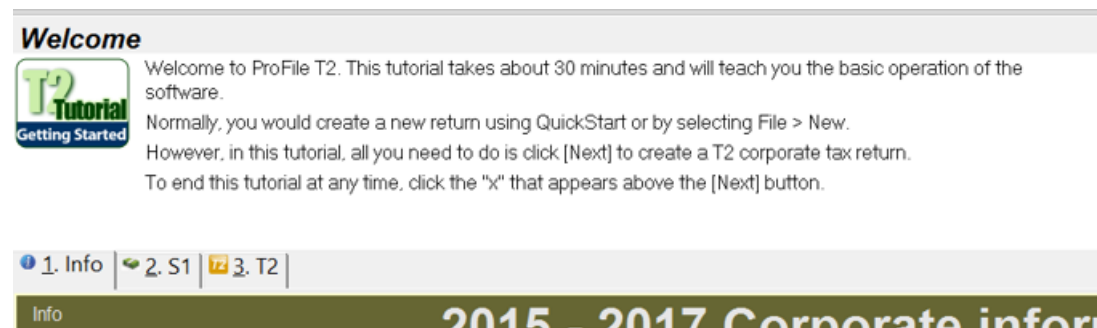 Welcome
T2
Tutorial
Getting Started
Welcome to ProFile T2. This tutorial takes about 30 minutes and will teach you the basic operation of the
software.
Normally, you would create a new return using QuickStart or by selecting File > New.
However, in this tutorial, all you need to do is click [Next] to create a T2 corporate tax return.
To end this tutorial at any time, click the "x" that appears above the [Next] button.
1. Info 2. S1 T2 3. T2
Info
2015 - 2017 Corporate infor